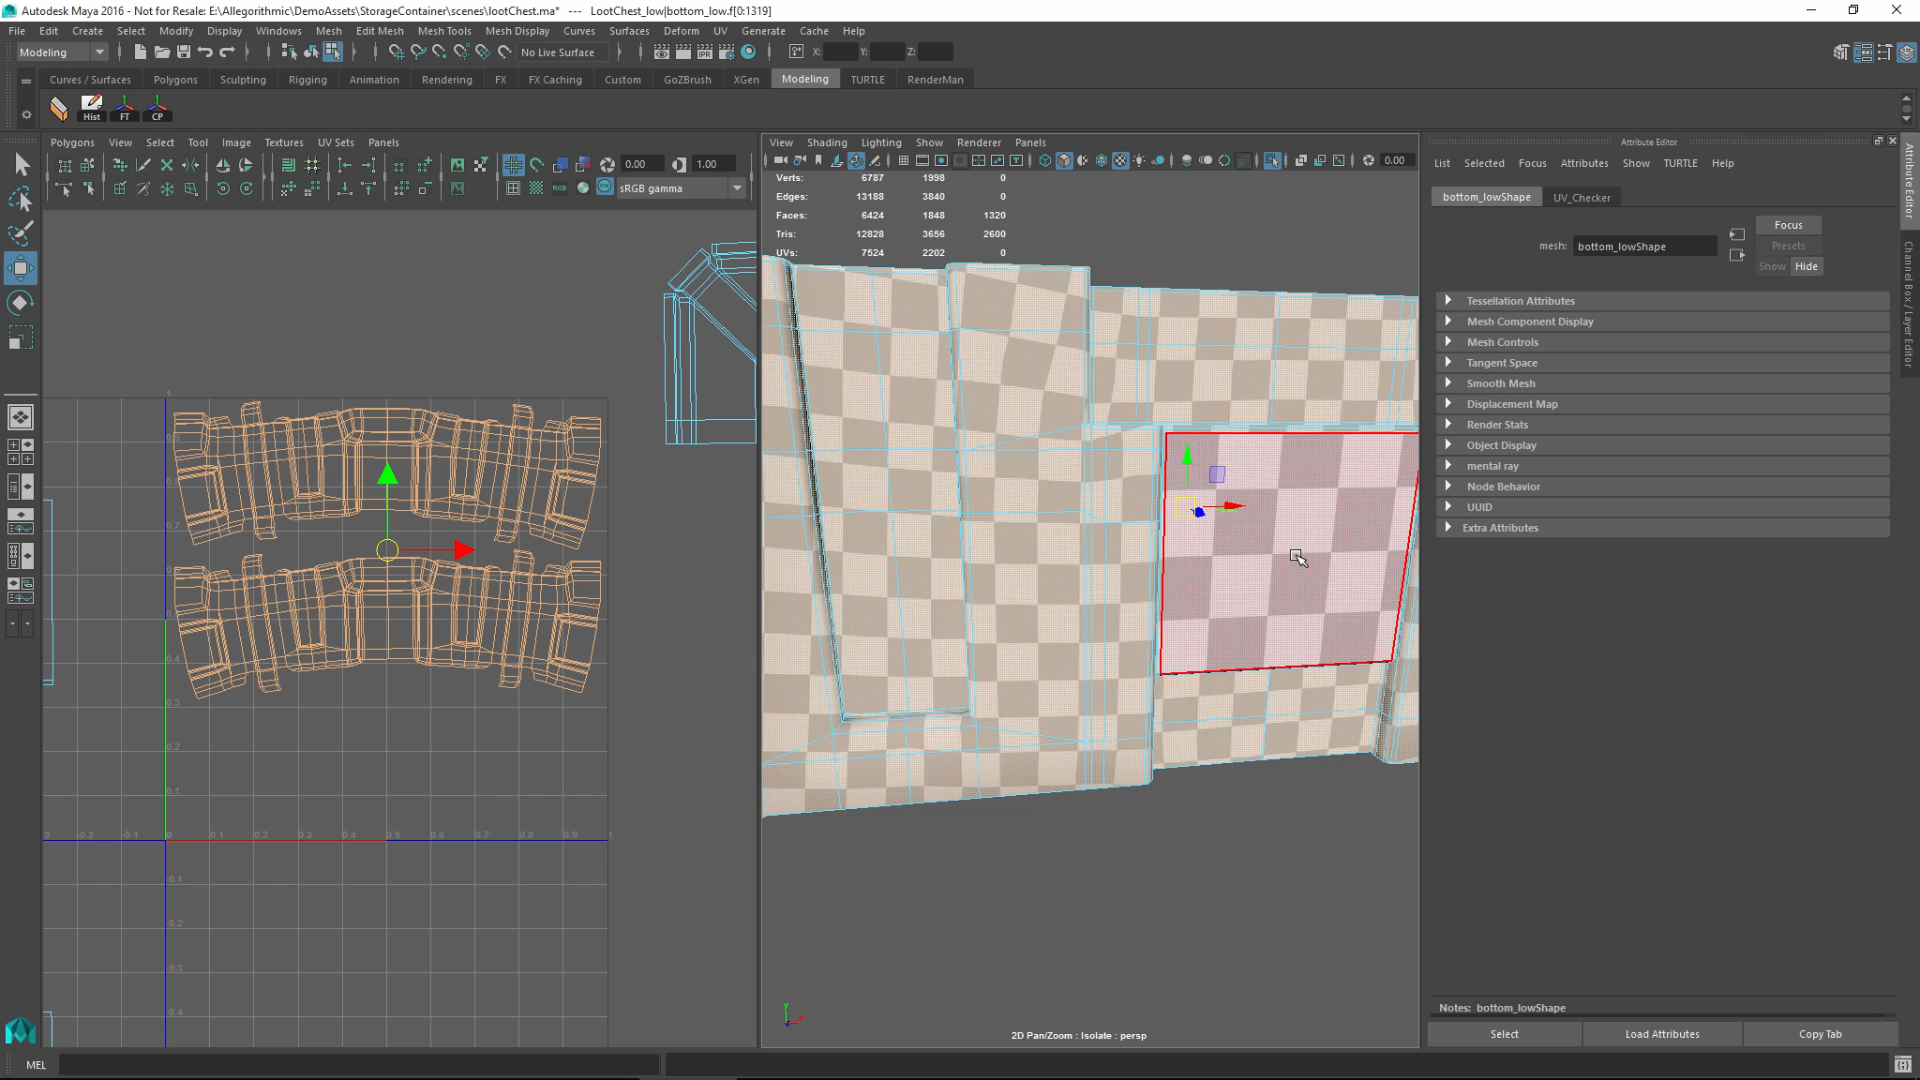 Autodesk Maya 2016 - Not for Resale: E:\Allegorithmic\DemoAssets\StorageContainer\scenes\lootChest.ma* --- LootChest_low|bottom_low.f[0:1319]
File Edit Create Select Modify Display Windows Mesh Edit Mesh Mesh Tools Mesh Display Curves Surfaces Deform UV Generate Cache Help
Modeling No Live Surface X: Y: Z:
Curves / Surfaces Polygons Sculpting Rigging Animation Rendering FX FX Caching Custom GoZBrush XGen Modeling TURTLE RenderMan
Hist FT CP
Polygons View Select Tool Image Textures UV Sets Panels
0.00 1.00
sRGB gamma
View Shading Lighting Show Renderer Panels
0.00
Verts: 6787 1998 0
Edges: 13188 3840 0
Faces: 6424 1848 1320
Tris: 12828 3656 2600
UVs: 7524 2202 0
2D Pan/Zoom : Isolate : persp
Attribute Editor
List Selected Focus Attributes Show TURTLE Help
bottom_lowShape UV_Checker
mesh: bottom_lowShape
Focus
Presets
Show Hide
Tessellation Attributes
Mesh Component Display
Mesh Controls
Tangent Space
Smooth Mesh
Displacement Map
Render Stats
Object Display
mental ray
Node Behavior
UUID
Extra Attributes
Notes: bottom_lowShape
Select Load Attributes Copy Tab
Attribute Editor
Channel Box / Layer Editor
MEL